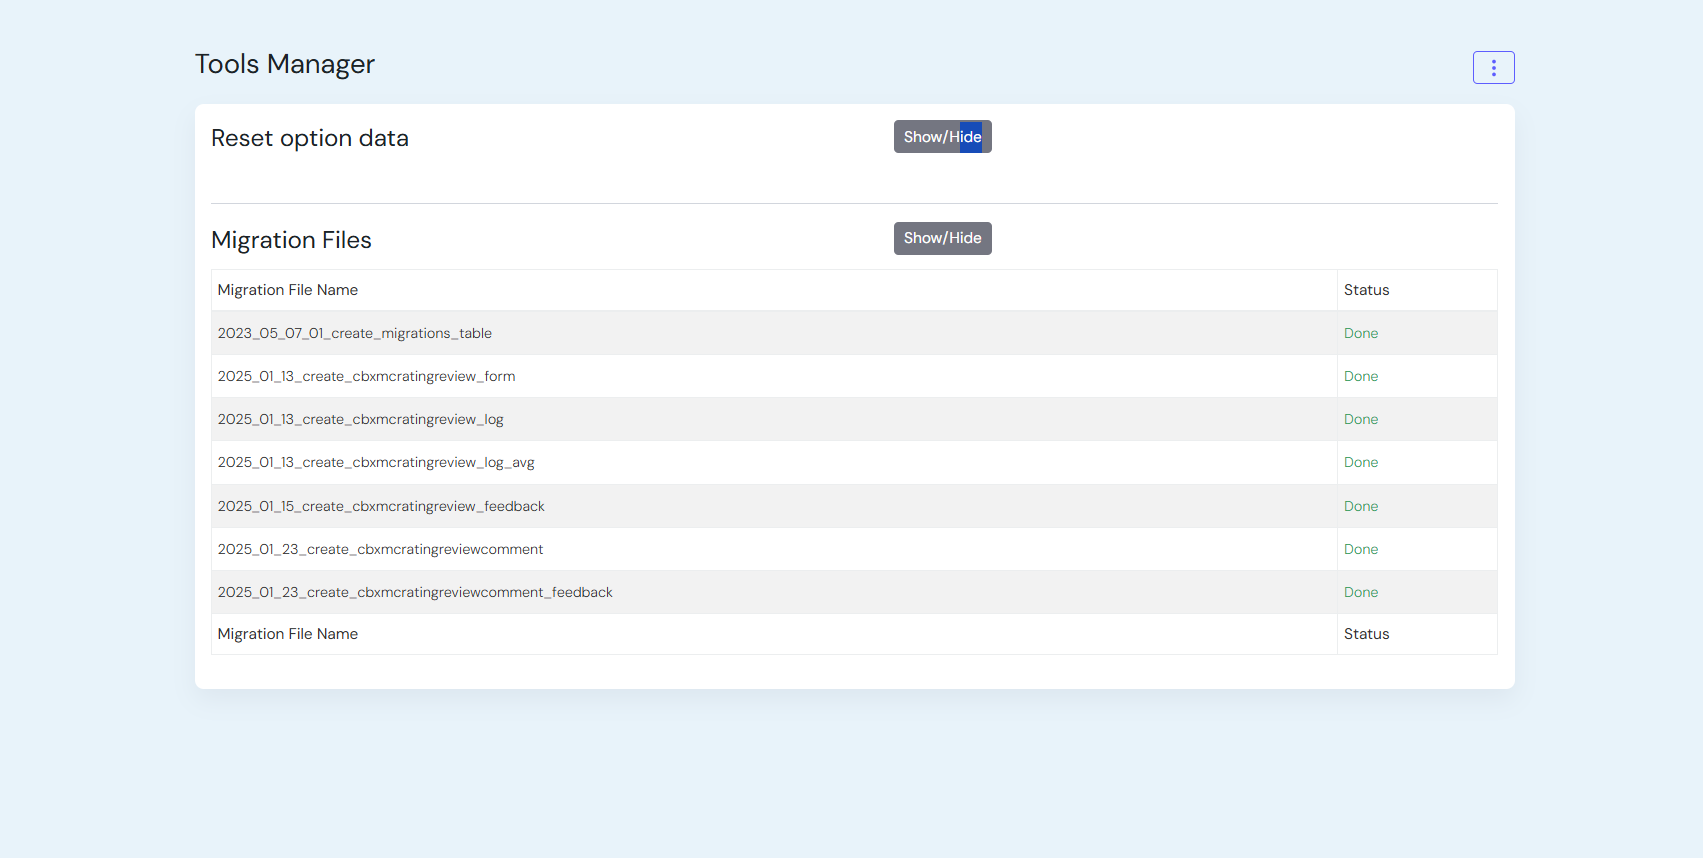 Tools Manager
Reset option data
Show/Hide
Migration Files
Show/Hide
Migration File Name Status
2023_05_07_01_create_migrations_table Done
2025_01_13_create_cbxmcratingreview_form Done
2025_01_13_create_cbxmcratingreview_log Done
2025_01_13_create_cbxmcratingreview_log_avg Done
2025_01_15_create_cbxmcratingreview_feedback Done
2025_01_23_create_cbxmcratingreviewcomment Done
2025_01_23_create_cbxmcratingreviewcomment_feedback Done
Migration File Name Status